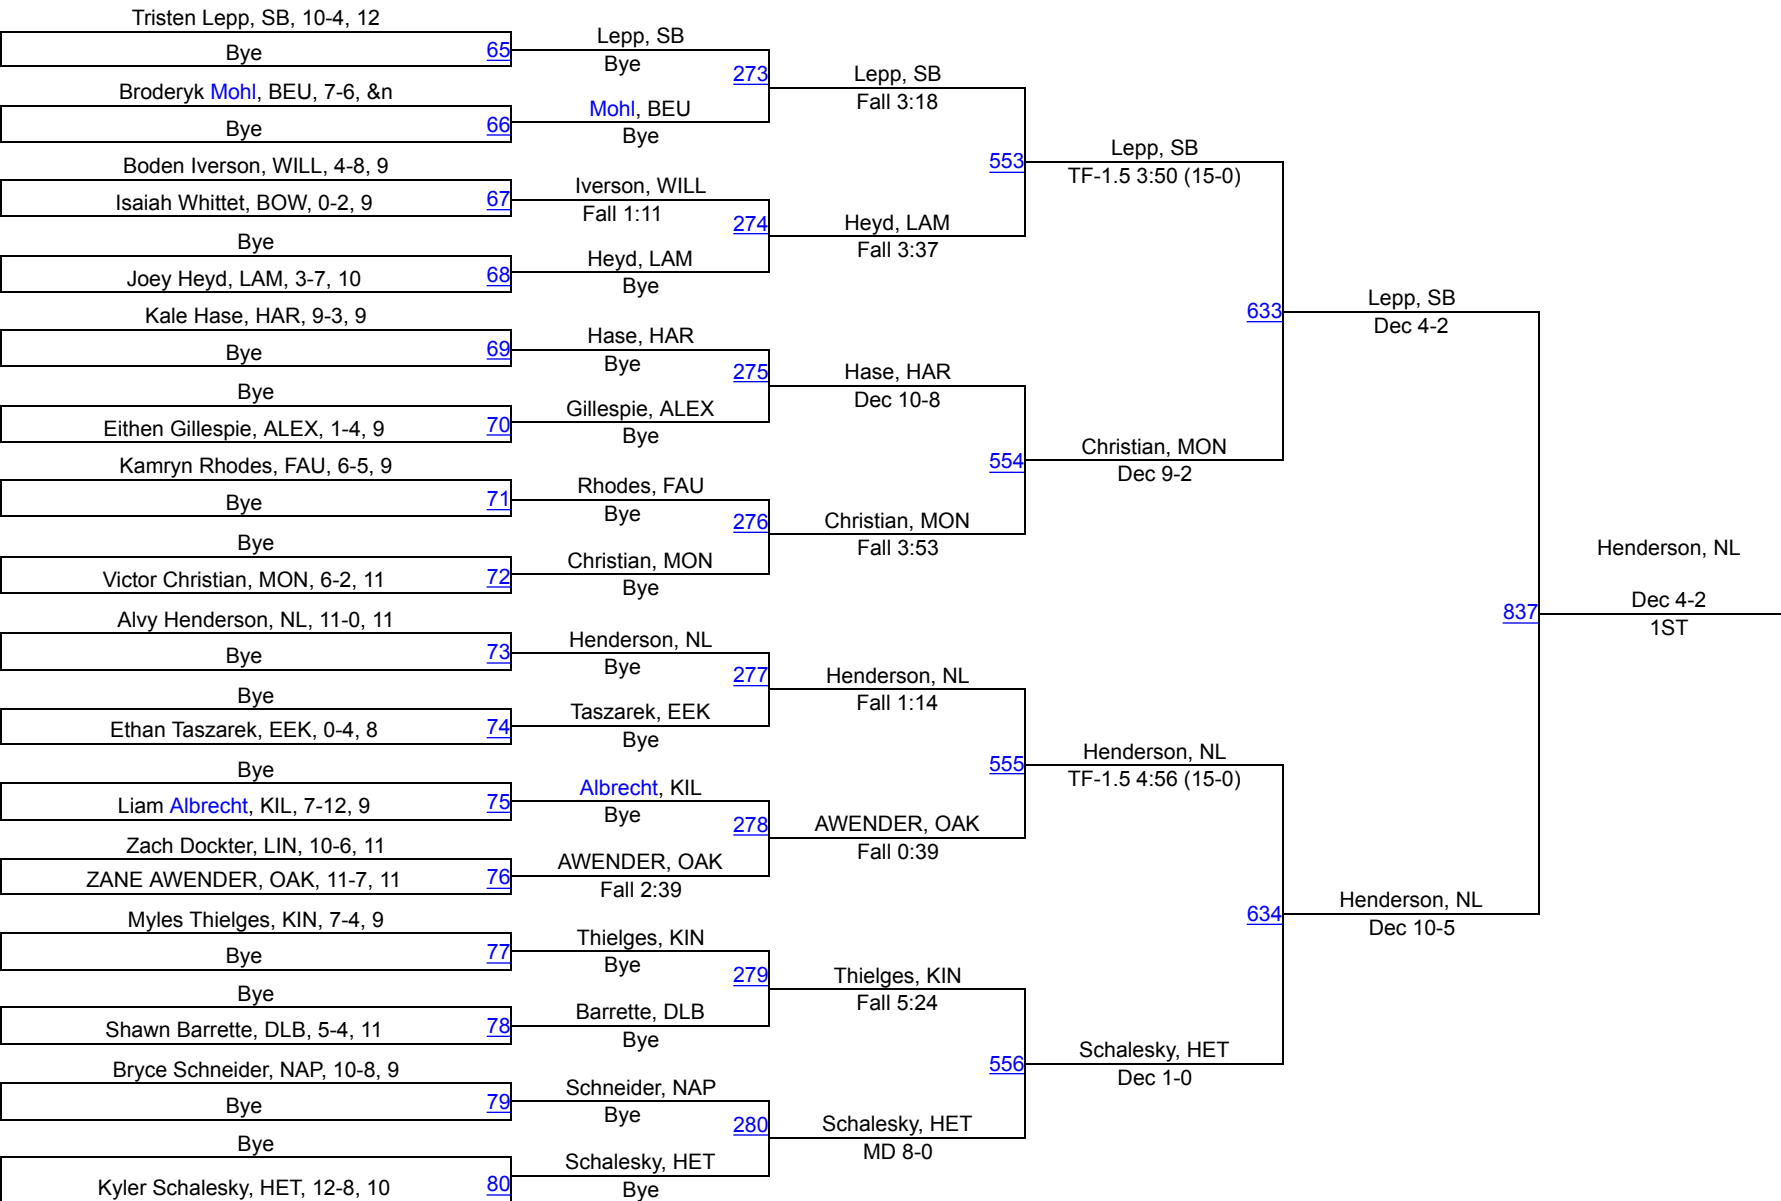 Tristen Lepp, SB, 10-4, 12
Bye
65
Broderyk Mohl, BEU, 7-6, &n
Bye
66
Boden Iverson, WILL, 4-8, 9
Isaiah Whittet, BOW, 0-2, 9
67
Bye
Joey Heyd, LAM, 3-7, 10
68
Kale Hase, HAR, 9-3, 9
Bye
69
Bye
Eithen Gillespie, ALEX, 1-4, 9
70
Kamryn Rhodes, FAU, 6-5, 9
Bye
71
Bye
Victor Christian, MON, 6-2, 11
72
Alvy Henderson, NL, 11-0, 11
Bye
73
Bye
Ethan Taszarek, EEK, 0-4, 8
74
Bye
Liam Albrecht, KIL, 7-12, 9
75
Zach Dockter, LIN, 10-6, 11
ZANE AWENDER, OAK, 11-7, 11
76
Myles Thielges, KIN, 7-4, 9
Bye
77
Bye
Shawn Barrette, DLB, 5-4, 11
78
Bryce Schneider, NAP, 10-8, 9
Bye
79
Bye
Kyler Schalesky, HET, 12-8, 10
80
Lepp, SB
Bye
273
Mohl, BEU
Bye
Iverson, WILL
Fall 1:11
274
Heyd, LAM
Bye
Hase, HAR
Bye
275
Gillespie, ALEX
Bye
Rhodes, FAU
Bye
276
Christian, MON
Bye
Henderson, NL
Bye
277
Taszarek, EEK
Bye
Albrecht, KIL
Bye
278
AWENDER, OAK
Fall 2:39
Thielges, KIN
Bye
279
Barrette, DLB
Bye
Schneider, NAP
Bye
280
Schalesky, HET
Bye
Lepp, SB
Fall 3:18
553
Heyd, LAM
Fall 3:37
Hase, HAR
Dec 10-8
554
Christian, MON
Fall 3:53
Henderson, NL
Fall 1:14
555
AWENDER, OAK
Fall 0:39
Thielges, KIN
Fall 5:24
556
Schalesky, HET
MD 8-0
Lepp, SB
TF-1.5 3:50 (15-0)
633
Christian, MON
Dec 9-2
Henderson, NL
TF-1.5 4:56 (15-0)
634
Schalesky, HET
Dec 1-0
Lepp, SB
Dec 4-2
837
Henderson, NL
Dec 10-5
Henderson, NL
Dec 4-2
1ST